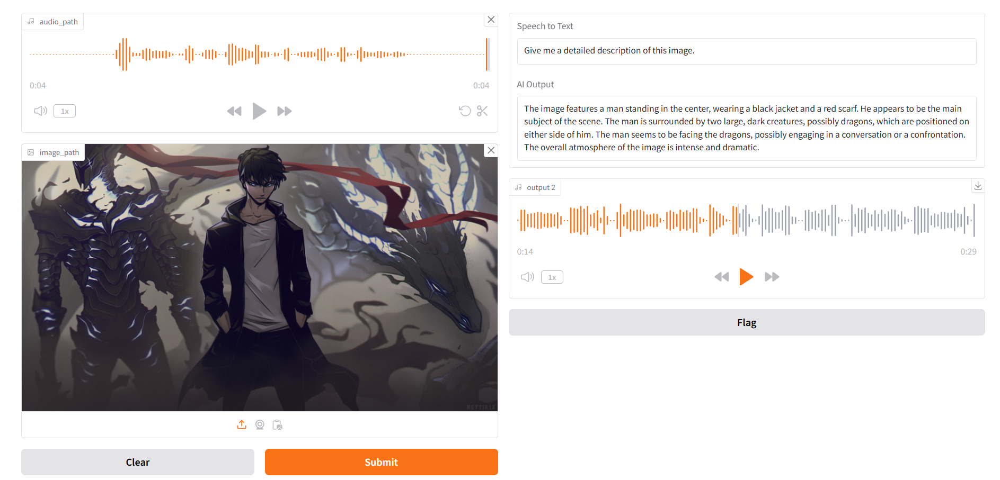 audio_path
0:04
0:04
1x
image_path
NEYTIRIX
Clear
Submit
Speech to Text
Give me a detailed description of this image.
AI Output
The image features a man standing in the center, wearing a black jacket and a red scarf. He appears to be the main
subject of the scene. The man is surrounded by two large, dark creatures, possibly dragons, which are positioned on
either side of him. The man seems to be facing the dragons, possibly engaging in a conversation or a confrontation.
The overall atmosphere of the image is intense and dramatic.
output 2
0:14
0:29
1x
Flag